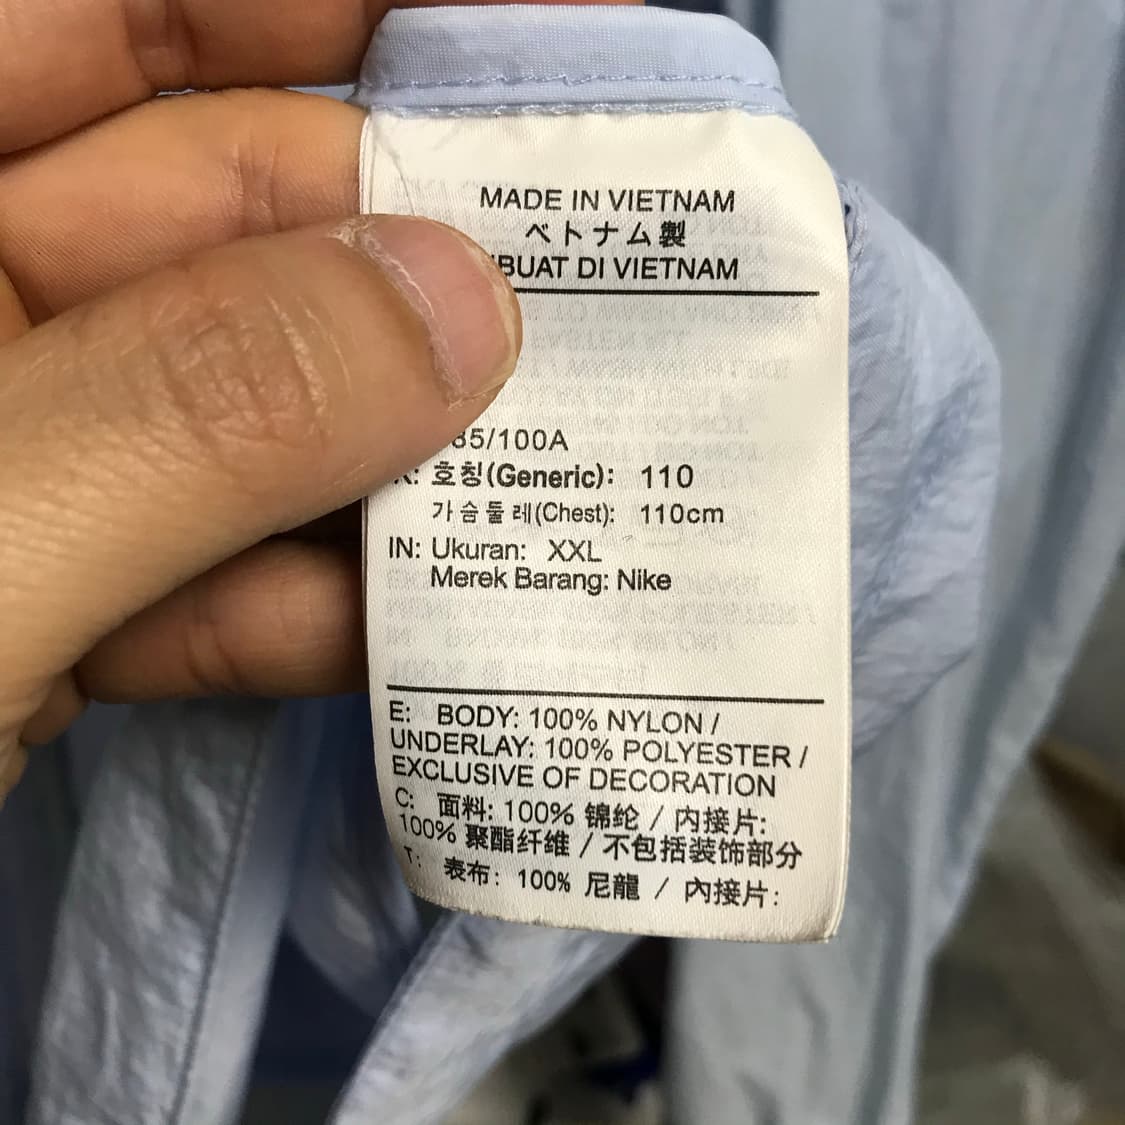 MADE IN VIETNAM
ベトナム製
BUAT DI VIETNAM
85/100A
K: 호칭(Generic): 110
가슴둘레(Chest): 110cm
IN: Ukuran: XXL
Merek Barang: Nike
E: BODY: 100% NYLON /
UNDERLAY: 100% POLYESTER /
EXCLUSIVE OF DECORATION
C: 面料: 100% 锦纶 / 内接片:
100% 聚酯纤维 / 不包括装饰部分
T: 表布: 100% 尼龍 / 內接片: